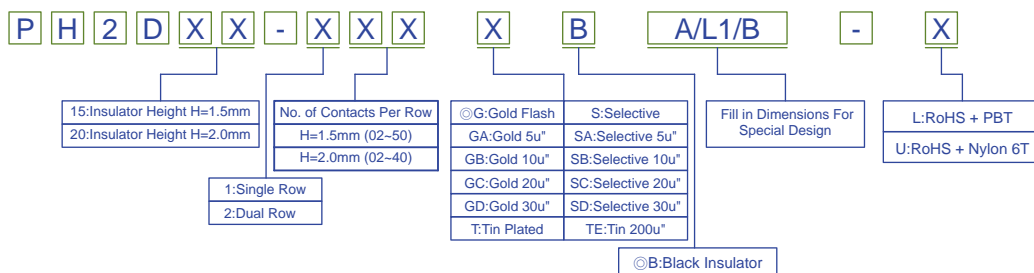 P H 2 D X X - X X X X B A/L1/B - X
15:Insulator Height H=1.5mm
20:Insulator Height H=2.0mm
1:Single Row
2:Dual Row
No. of Contacts Per Row
H=1.5mm (02~50)
H=2.0mm (02~40)
◎G:Gold Flash S:Selective
GA:Gold 5u" SA:Selective 5u"
GB:Gold 10u" SB:Selective 10u"
GC:Gold 20u" SC:Selective 20u"
GD:Gold 30u" SD:Selective 30u"
T:Tin Plated TE:Tin 200u"
◎B:Black Insulator
Fill in Dimensions For
Special Design
L:RoHS + PBT
U:RoHS + Nylon 6T